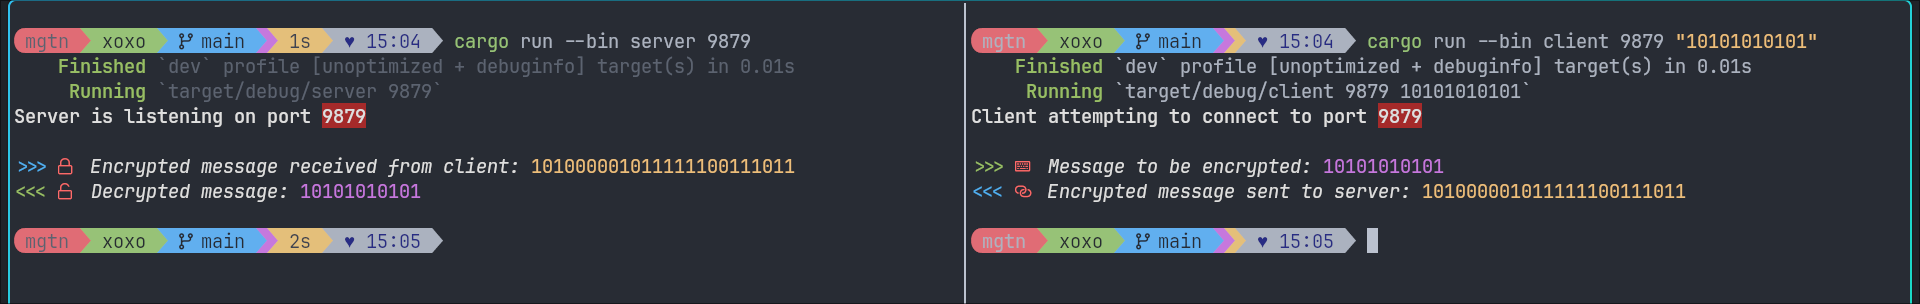 mgtn xoxo main 1s ♥ 15:04 cargo run --bin server 9879
Finished `dev` profile [unoptimized + debuginfo] target(s) in 0.01s
Running `target/debug/server 9879`
Server is listening on port 9879
>>> Encrypted message received from client: 101000001011111100111011
<<< Decrypted message: 10101010101
mgtn xoxo main 2s ♥ 15:05
mgtn xoxo main ♥ 15:04 cargo run --bin client 9879 "10101010101"
Finished `dev` profile [unoptimized + debuginfo] target(s) in 0.01s
Running `target/debug/client 9879 10101010101`
Client attempting to connect to port 9879
>>> Message to be encrypted: 10101010101
<<< Encrypted message sent to server: 101000001011111100111011
mgtn xoxo main ♥ 15:05